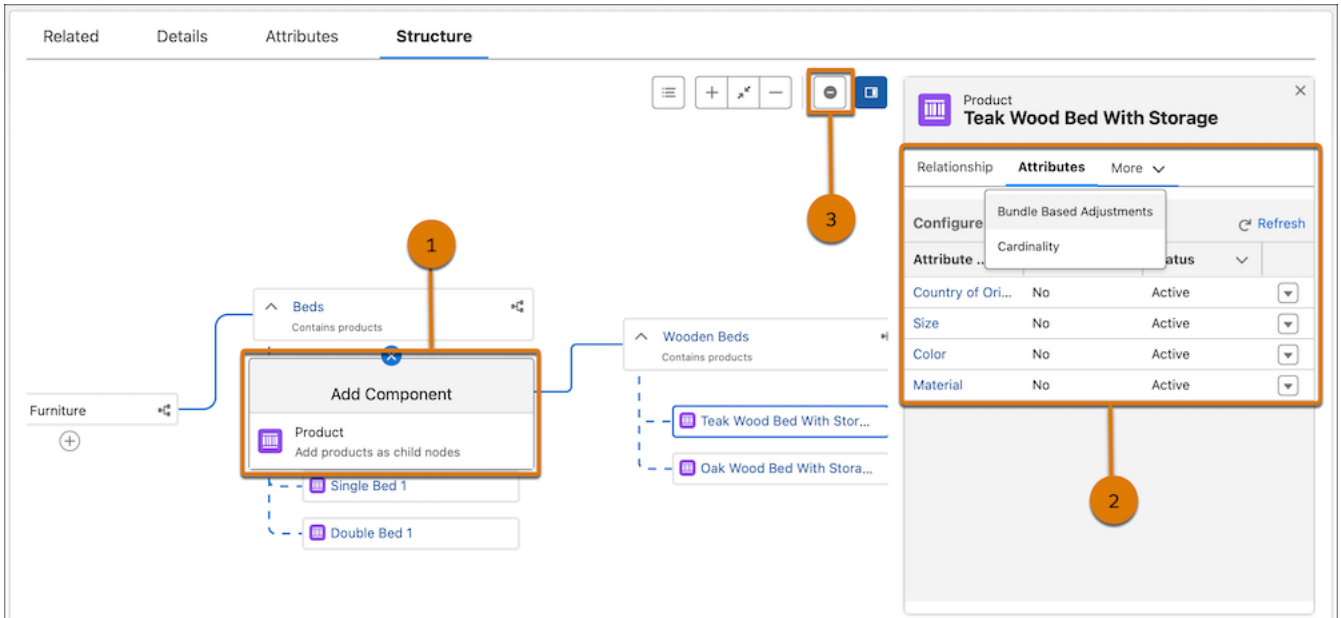 Related
Details
Attributes
Structure
Product
Teak Wood Bed With Storage
Relationship
Attributes
More
Bundle Based Adjustments
Cardinality
Configure
Refresh
Attribute ...
Country of Ori... No Active
Size No Active
Color No Active
Material No Active
3
1
2
Furniture
Beds
Contains products
Add Component
Product
Add products as child nodes
Single Bed 1
Double Bed 1
Wooden Beds
Contains products
Teak Wood Bed With Stor...
Oak Wood Bed With Stora...